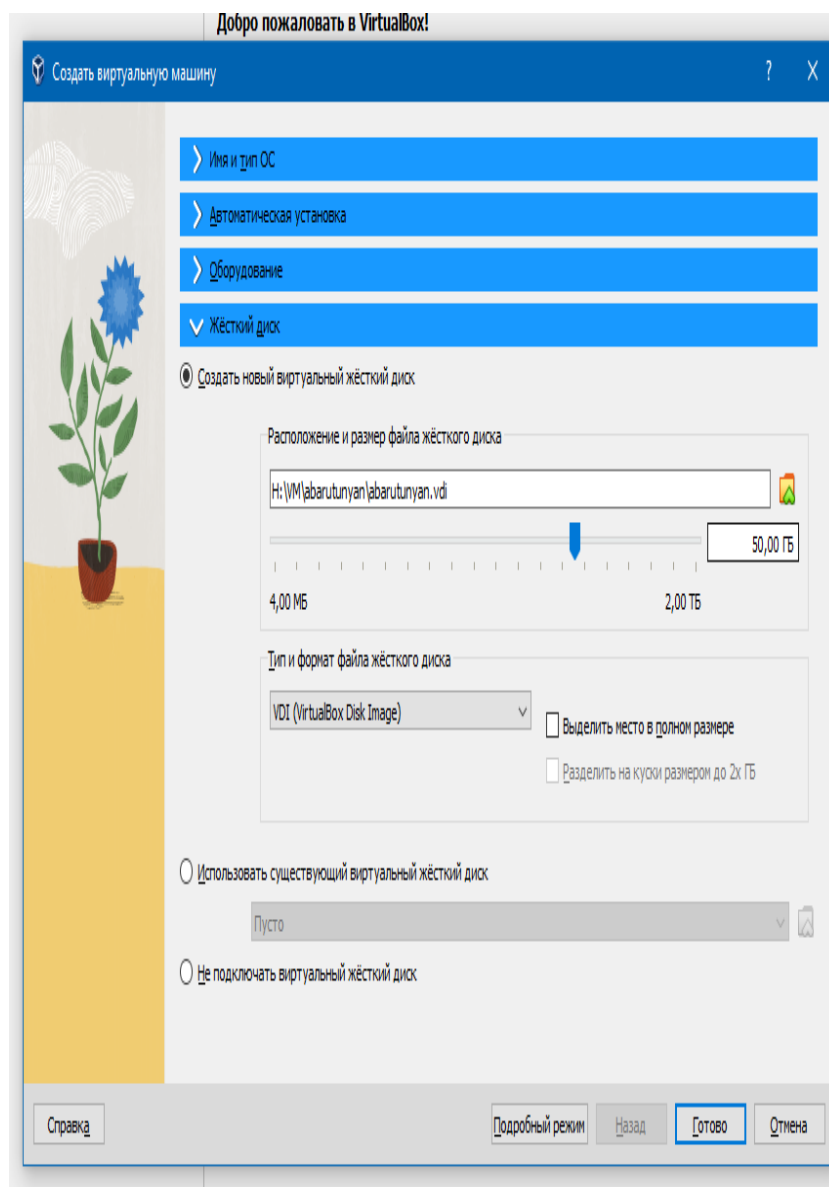 Добро пожаловать в VirtualBox!
Создать виртуальную машину
?
X
Имя и тип ОС
Автоматическая установка
Оборудование
Жёсткий диск
Создать новый виртуальный жёсткий диск
Расположение и размер файла жёсткого диска
H:\VM\abarutunyan\abarutunyan.vdi
50,00 ГБ
4,00 МБ 2,00 ТБ
Тип и формат файла жёсткого диска
VDI (VirtualBox Disk Image)
Выделить место в полном размере
Разделить на куски размером до 2х ГБ
Использовать существующий виртуальный жёсткий диск
Пусто
Не подключать виртуальный жёсткий диск
Справка Подробный режим Назад Готово Отмена